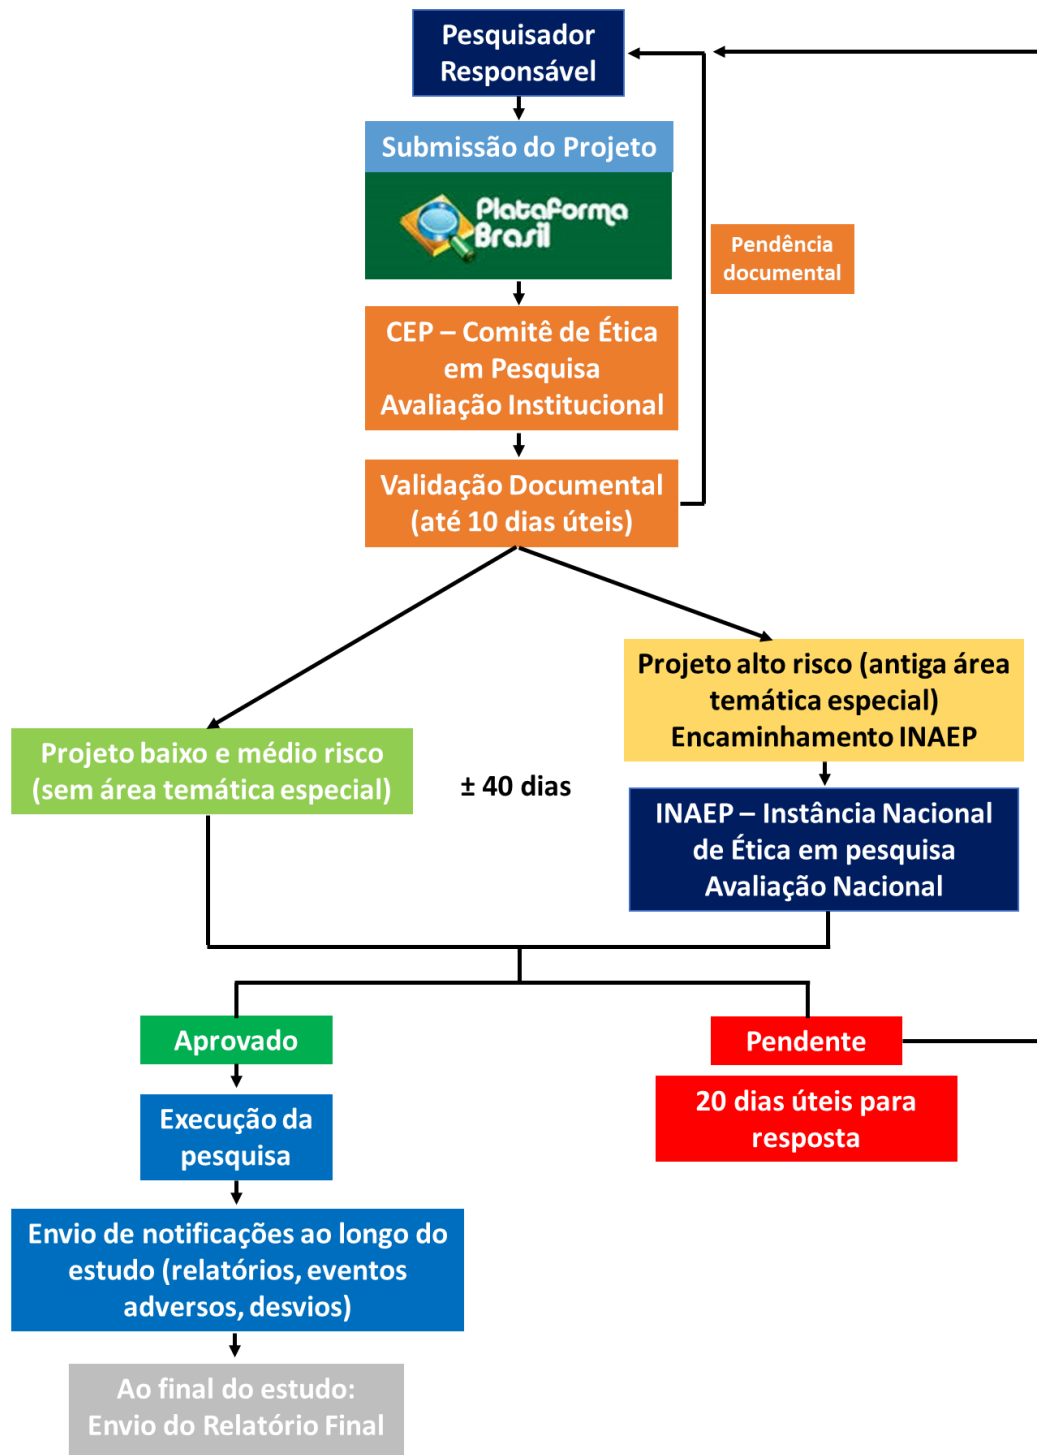 Pesquisador
Responsável
Submissão do Projeto
Plataforma
Brasil
Pendência
documental
CEP – Comitê de Ética
em Pesquisa
Avaliação Institucional
Validação Documental
(até 10 dias úteis)
Projeto alto risco (antiga área
temática especial)
Encaminhamento INAEP
Projeto baixo e médio risco
(sem área temática especial)
± 40 dias
INAEP – Instância Nacional
de Ética em pesquisa
Avaliação Nacional
Aprovado
Pendente
20 dias úteis para
resposta
Execução da
pesquisa
Envio de notificações ao longo do
estudo (relatórios, eventos
adversos, desvios)
Ao final do estudo:
Envio do Relatório Final